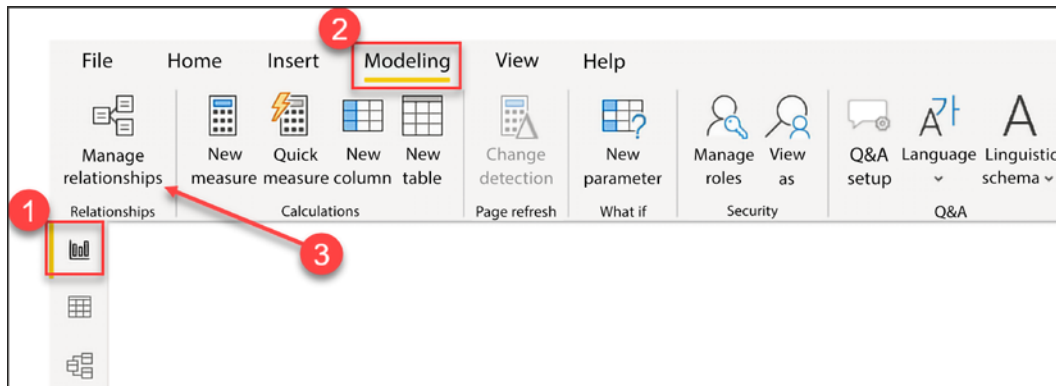 2
File Home Insert Modeling View Help
Manage relationships
New measure
Quick measure
New column
New table
Change detection
New parameter
Manage roles
View as
Q&A setup
A가
Language
A
Linguistic schema
Relationships Calculations Page refresh What if Security Q&A
1
3